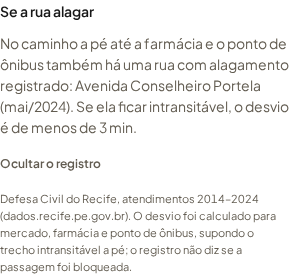 Se a rua alagar
No caminho a pé até a farmácia e o ponto de
ônibus também há uma rua com alagamento
registrado: Avenida Conselheiro Portela
(mai/2024). Se ela ficar intransitável, o desvio
é de menos de 3 min.
Ocultar o registro
Defesa Civil do Recife, atendimentos 2014–2024
(dados.recife.pe.gov.br). O desvio foi calculado para
mercado, farmácia e ponto de ônibus, supondo o
trecho intransitável a pé; o registro não diz se a
passagem foi bloqueada.